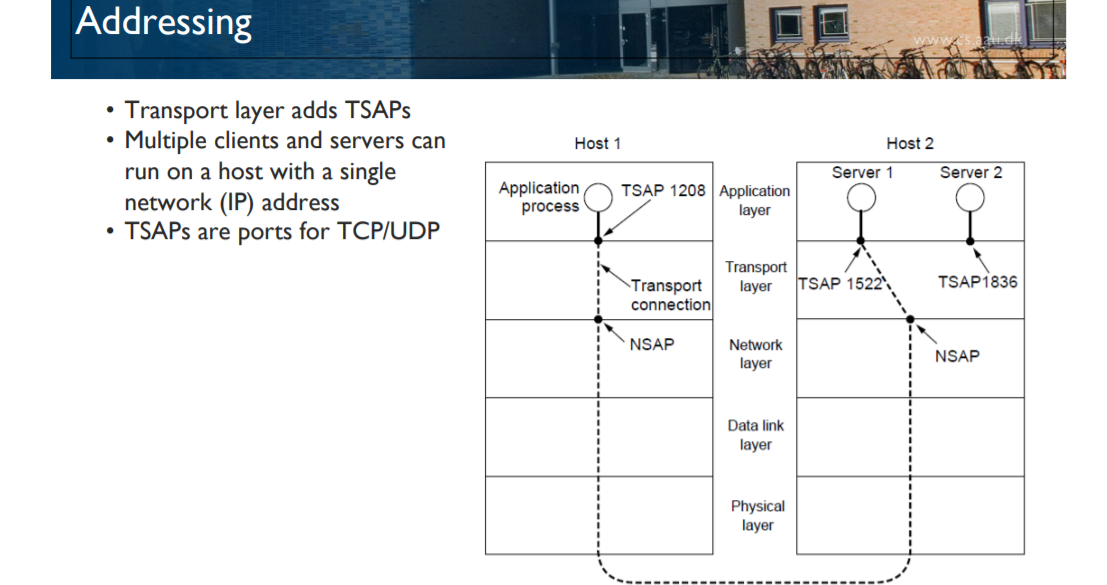 Addressing
www.cs.aau.dk
• Transport layer adds TSAPs
• Multiple clients and servers can
run on a host with a single
network (IP) address
• TSAPs are ports for TCP/UDP
Host 1
Host 2
Application
process
TSAP 1208
Application
layer
Server 1
Server 2
Transport
connection
Transport
layer
TSAP 1522
TSAP1836
NSAP
Network
layer
NSAP
Data link
layer
Physical
layer